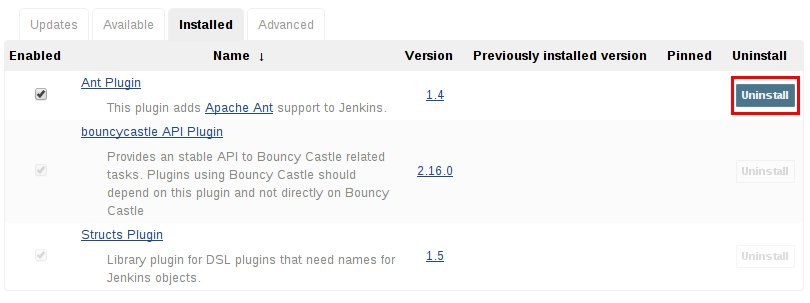 Updates Available Installed Advanced
Enabled Name ↓ Version Previously installed version Pinned Uninstall
Ant Plugin
This plugin adds Apache Ant support to Jenkins. 1.4 Uninstall
bouncycastle API Plugin
Provides an stable API to Bouncy Castle related
tasks. Plugins using Bouncy Castle should 2.16.0 Uninstall
depend on this plugin and not directly on Bouncy
Castle
Structs Plugin
Library plugin for DSL plugins that need names for 1.5 Uninstall
Jenkins objects.